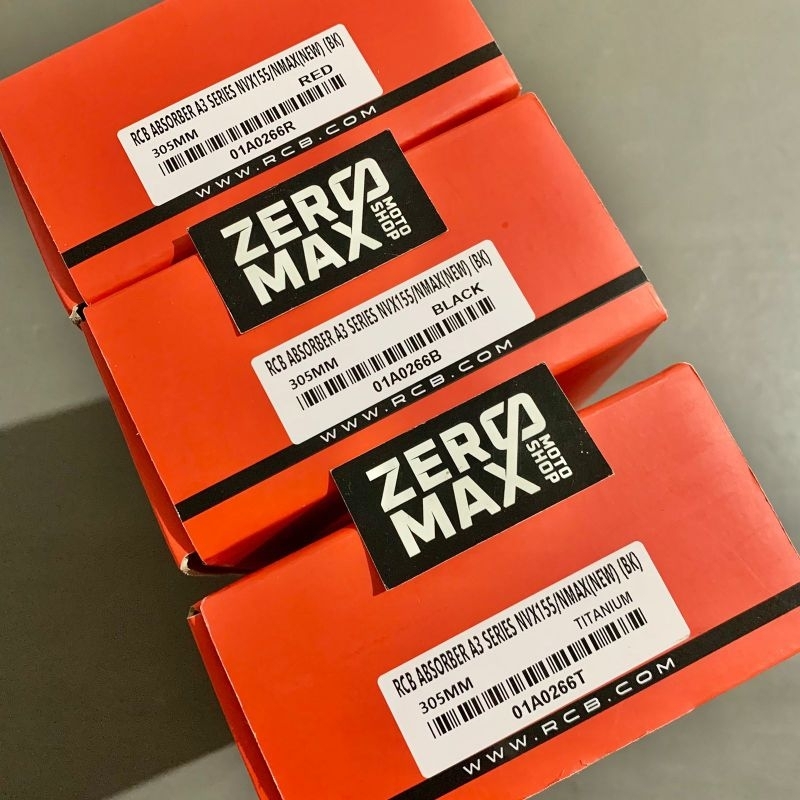 RCB ABSORBER A3 SERIES NVX155/NMAX(NEW) (BK)
RED
305MM
01A0266R
WWW.RCB.COM
ZERO
MAX
MOTO
SHOP
RCB ABSORBER A3 SERIES NVX155/NMAX(NEW) (BK)
BLACK
305MM
01A0266B
WWW.RCB.COM
ZERO
MAX
MOTO
SHOP
RCB ABSORBER A3 SERIES NVX155/NMAX(NEW) (BK)
TITANIUM
305MM
01A0266T
WWW.RCB.COM